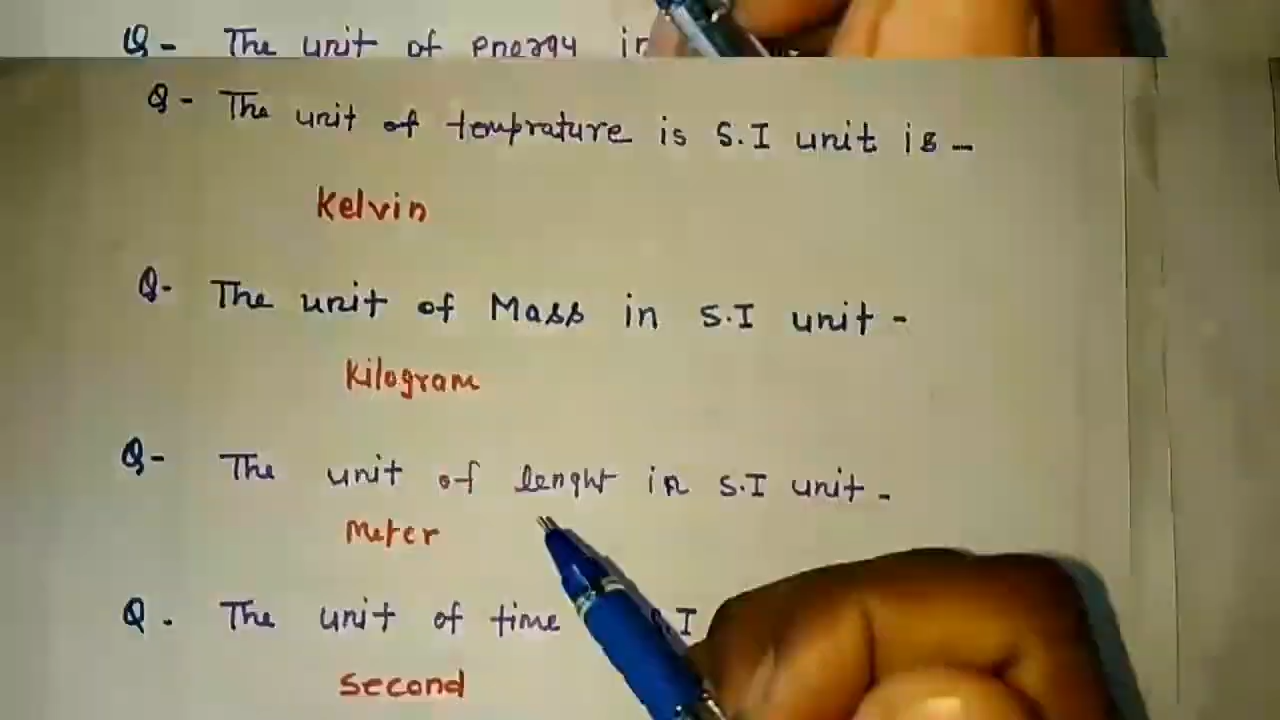 Q - The unit of energy in
Q - The unit of temprature is S.I unit is -
Kelvin
Q - The unit of Mass in S.I unit -
Kilogram
Q - The unit of lenght in S.I unit -
Meter
Q . The unit of time S.I
Second